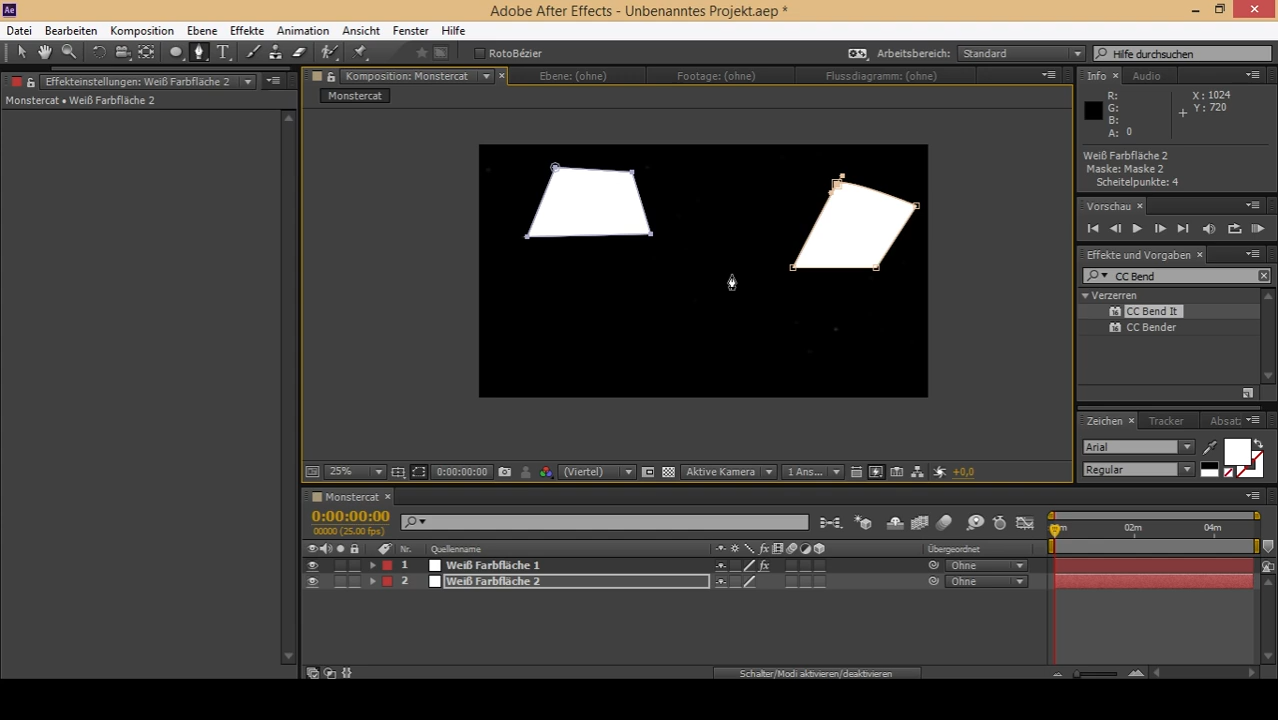 Ae
Adobe After Effects - Unbenanntes Projekt.aep *
Datei Bearbeiten Komposition Ebene Effekte Animation Ansicht Fenster Hilfe
RotoBézier
Arbeitsbereich: Standard
Hilfe durchsuchen
Effekteinstellungen: Weiß Farbfläche 2
Monstercat • Weiß Farbfläche 2
Komposition: Monstercat
Ebene: (ohne)
Footage: (ohne)
Flussdiagramm: (ohne)
Monstercat
Info
Audio
R:
G:
B:
A: 0
X: 1024
Y: 720
Weiß Farbfläche 2
Maske: Maske 2
Scheitelpunkte: 4
Vorschau
Effekte und Vorgaben
CC Bend
Verzerren
CC Bend It
CC Bender
Zeichen
Tracker
Absat
Arial
Regular
25%
0:00:00:00
(Viertel)
Aktive Kamera
1 Ans...
+0,0
Monstercat
0:00:00:00
00000 (25.00 fps)
Nr.
Quellenname
fx
Übergeordnet
02m
04m
1
Weiß Farbfläche 1
fx
Ohne
2
Weiß Farbfläche 2
Ohne
Schalter/Modi aktivieren/deaktivieren